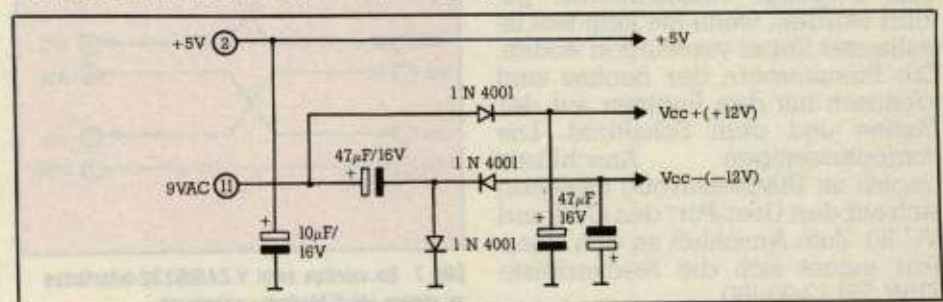 +5V 2 +5V
1 N 4001 Vcc+(+12V)
47µF/16V 1 N 4001 Vcc−(−12V)
9VAC 11
+
47µF
16V
+ + +
10µF/
16V
1 N 4001